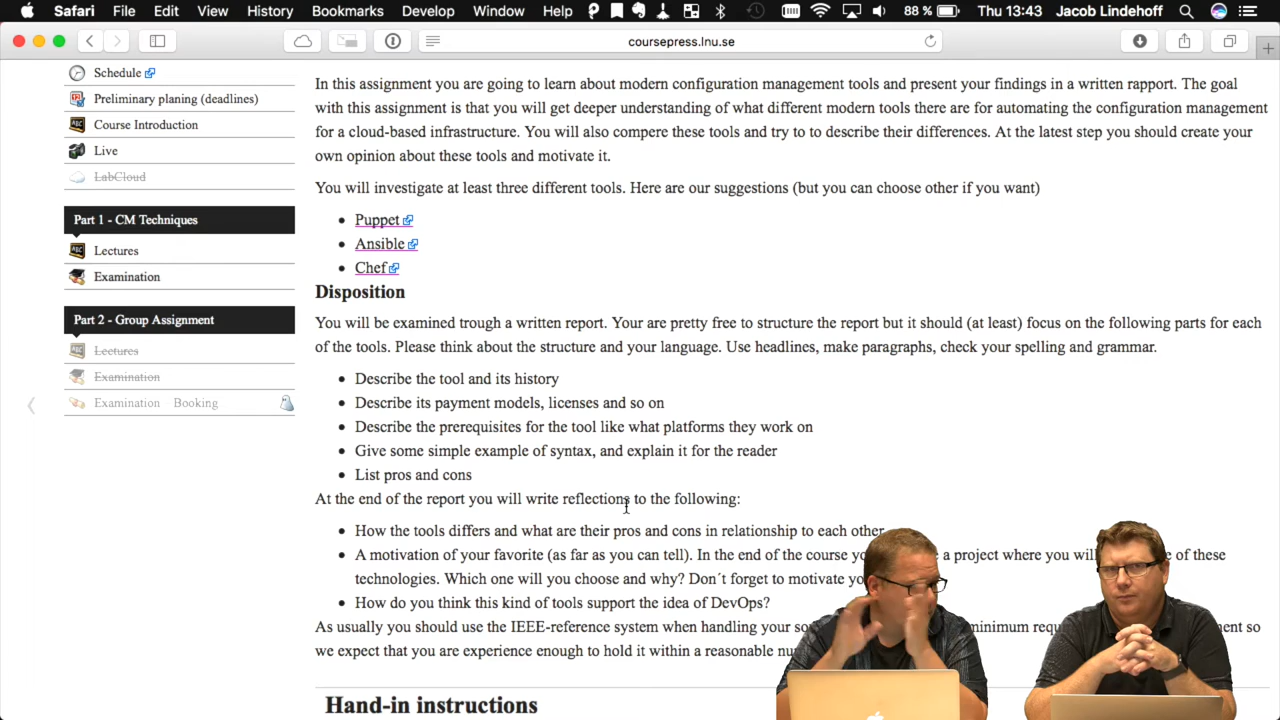 Safari File Edit View History Bookmarks Develop Window Help 88 % Thu 13:43 Jacob Lindehoff
coursepress.lnu.se
Schedule
Preliminary planing (deadlines)
Course Introduction
Live
LabCloud
Part 1 - CM Techniques
Lectures
Examination
Part 2 - Group Assignment
Lectures
Examination
Examination Booking
In this assignment you are going to learn about modern configuration management tools and present your findings in a written rapport. The goal
with this assignment is that you will get deeper understanding of what different modern tools there are for automating the configuration management
for a cloud-based infrastructure. You will also compere these tools and try to to describe their differences. At the latest step you should create your
own opinion about these tools and motivate it.
You will investigate at least three different tools. Here are our suggestions (but you can choose other if you want)
• Puppet
• Ansible
• Chef
Disposition
You will be examined trough a written report. Your are pretty free to structure the report but it should (at least) focus on the following parts for each
of the tools. Please think about the structure and your language. Use headlines, make paragraphs, check your spelling and grammar.
• Describe the tool and its history
• Describe its payment models, licenses and so on
• Describe the prerequisites for the tool like what platforms they work on
• Give some simple example of syntax, and explain it for the reader
• List pros and cons
At the end of the report you will write reflections to the following:
• How the tools differs and what are their pros and cons in relationship to each other
• A motivation of your favorite (as far as you can tell). In the end of the course a project where you will of these
technologies. Which one will you choose and why? Don´t forget to motivate
• How do you think this kind of tools support the idea of DevOps?
As usually you should use the IEEE-reference system when handling your minimum so
we expect that you are experience enough to hold it within a reasonable
Hand-in instructions